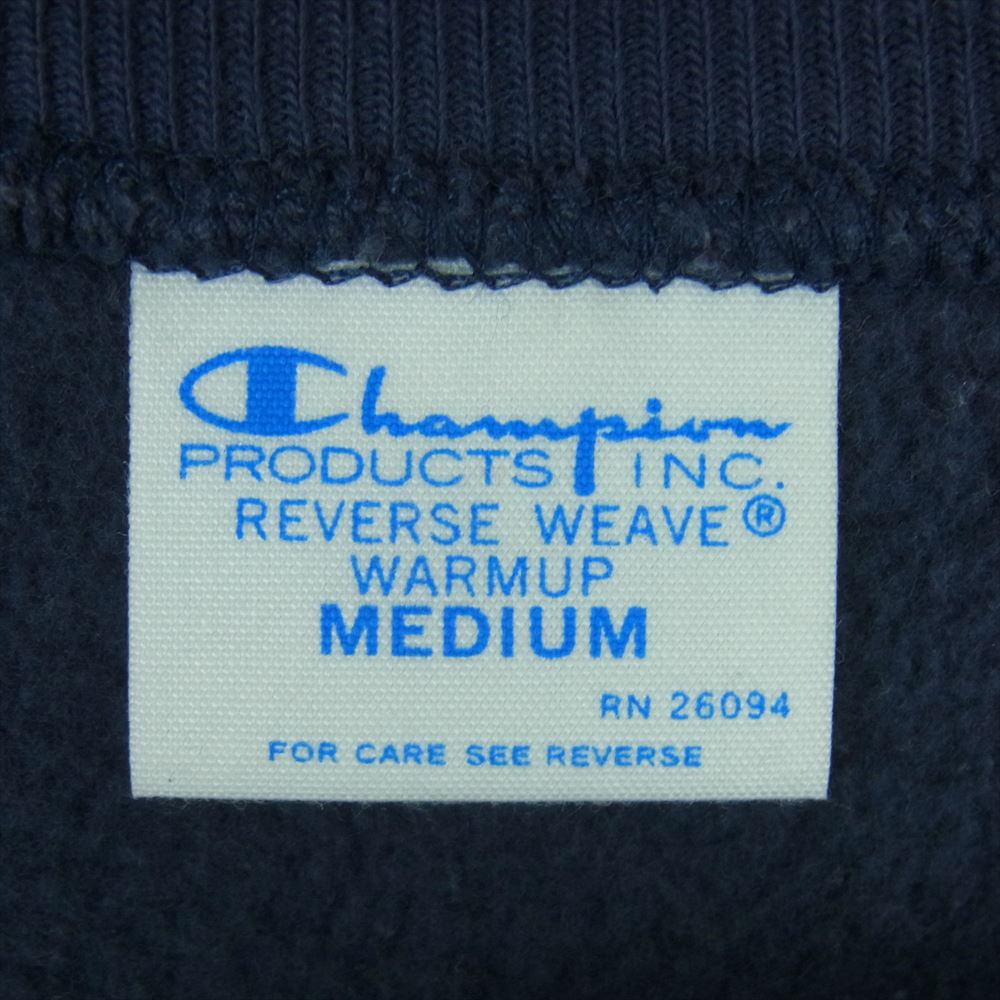 Champion
PRODUCTS INC.
REVERSE WEAVE®
WARMUP
MEDIUM
RN 26094
FOR CARE SEE REVERSE